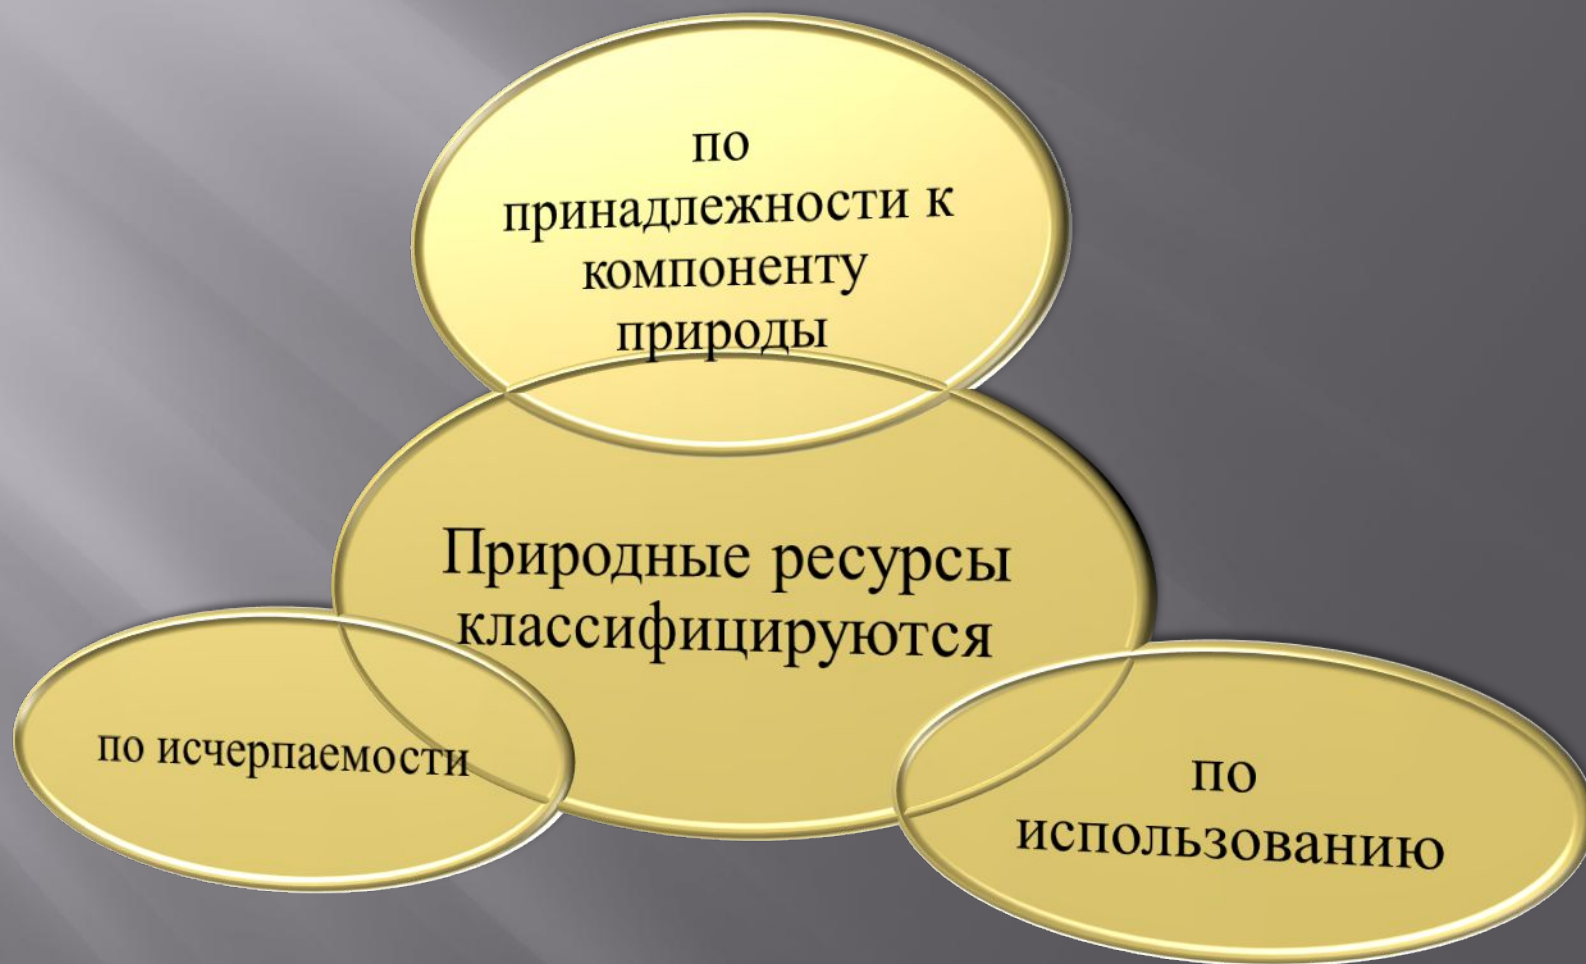 по
принадлежности к
компоненту
природы
Природные ресурсы
классифицируются
по исчерпаемости
по
использованию